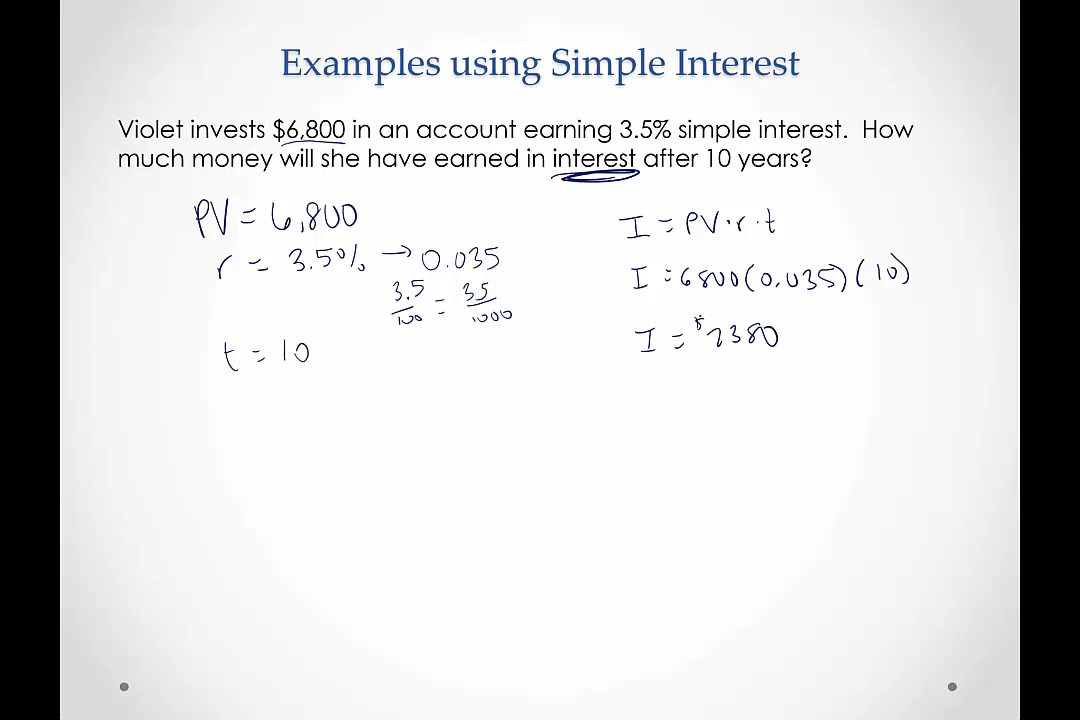 Examples using Simple Interest
Violet invests $6,800 in an account earning 3.5% simple interest. How
much money will she have earned in interest after 10 years?
PV = 6,800
r = 3.5% → 0.035
3.5/100 = 35/1000
t = 10
I = PV · r · t
I = 6800(0.035)(10)
I = $2380